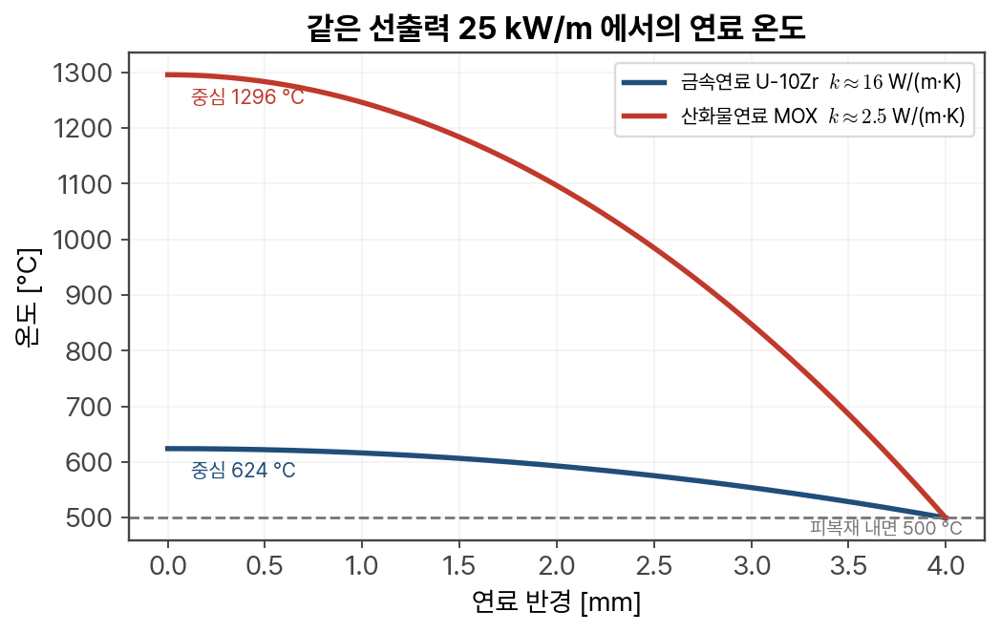 같은 선출력 25 kW/m 에서의 연료 온도
금속연료 U-10Zr k ≈ 16 W/(m·K)
산화물연료 MOX k ≈ 2.5 W/(m·K)
중심 1296 °C
중심 624 °C
피복재 내면 500 °C
온도 [°C]
1300
1200
1100
1000
900
800
700
600
500
0.0 0.5 1.0 1.5 2.0 2.5 3.0 3.5 4.0
연료 반경 [mm]